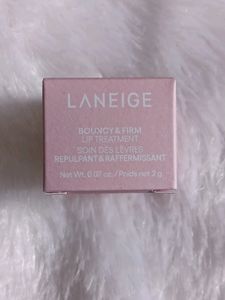 LANEIGE
BOUNCY & FIRM
LIP TREATMENT
SOIN DES LÈVRES
REPULPANT & RAFFERMISSANT
Net Wt. 0.07 oz. / Poids net 2 g